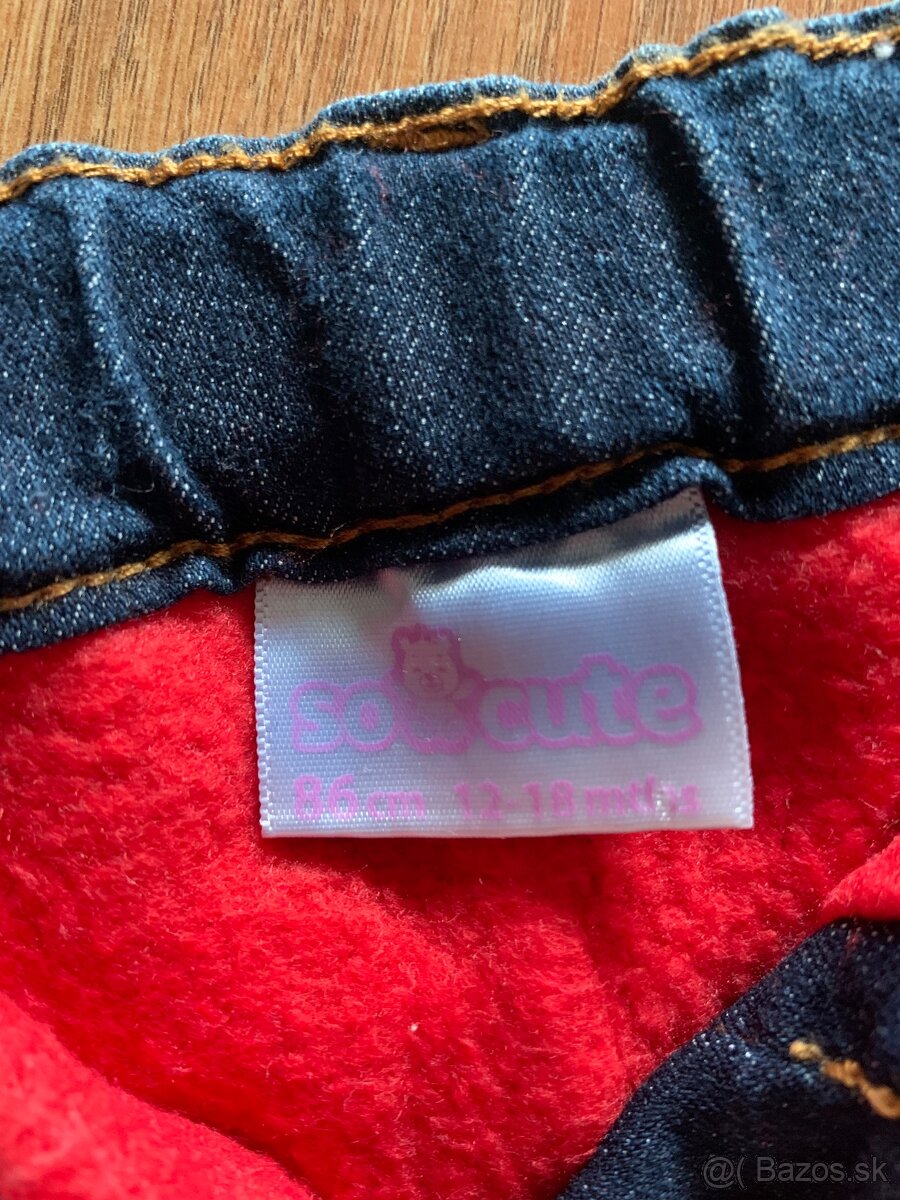 so cute
86 cm 12-18 mths
@( Bazos.sk